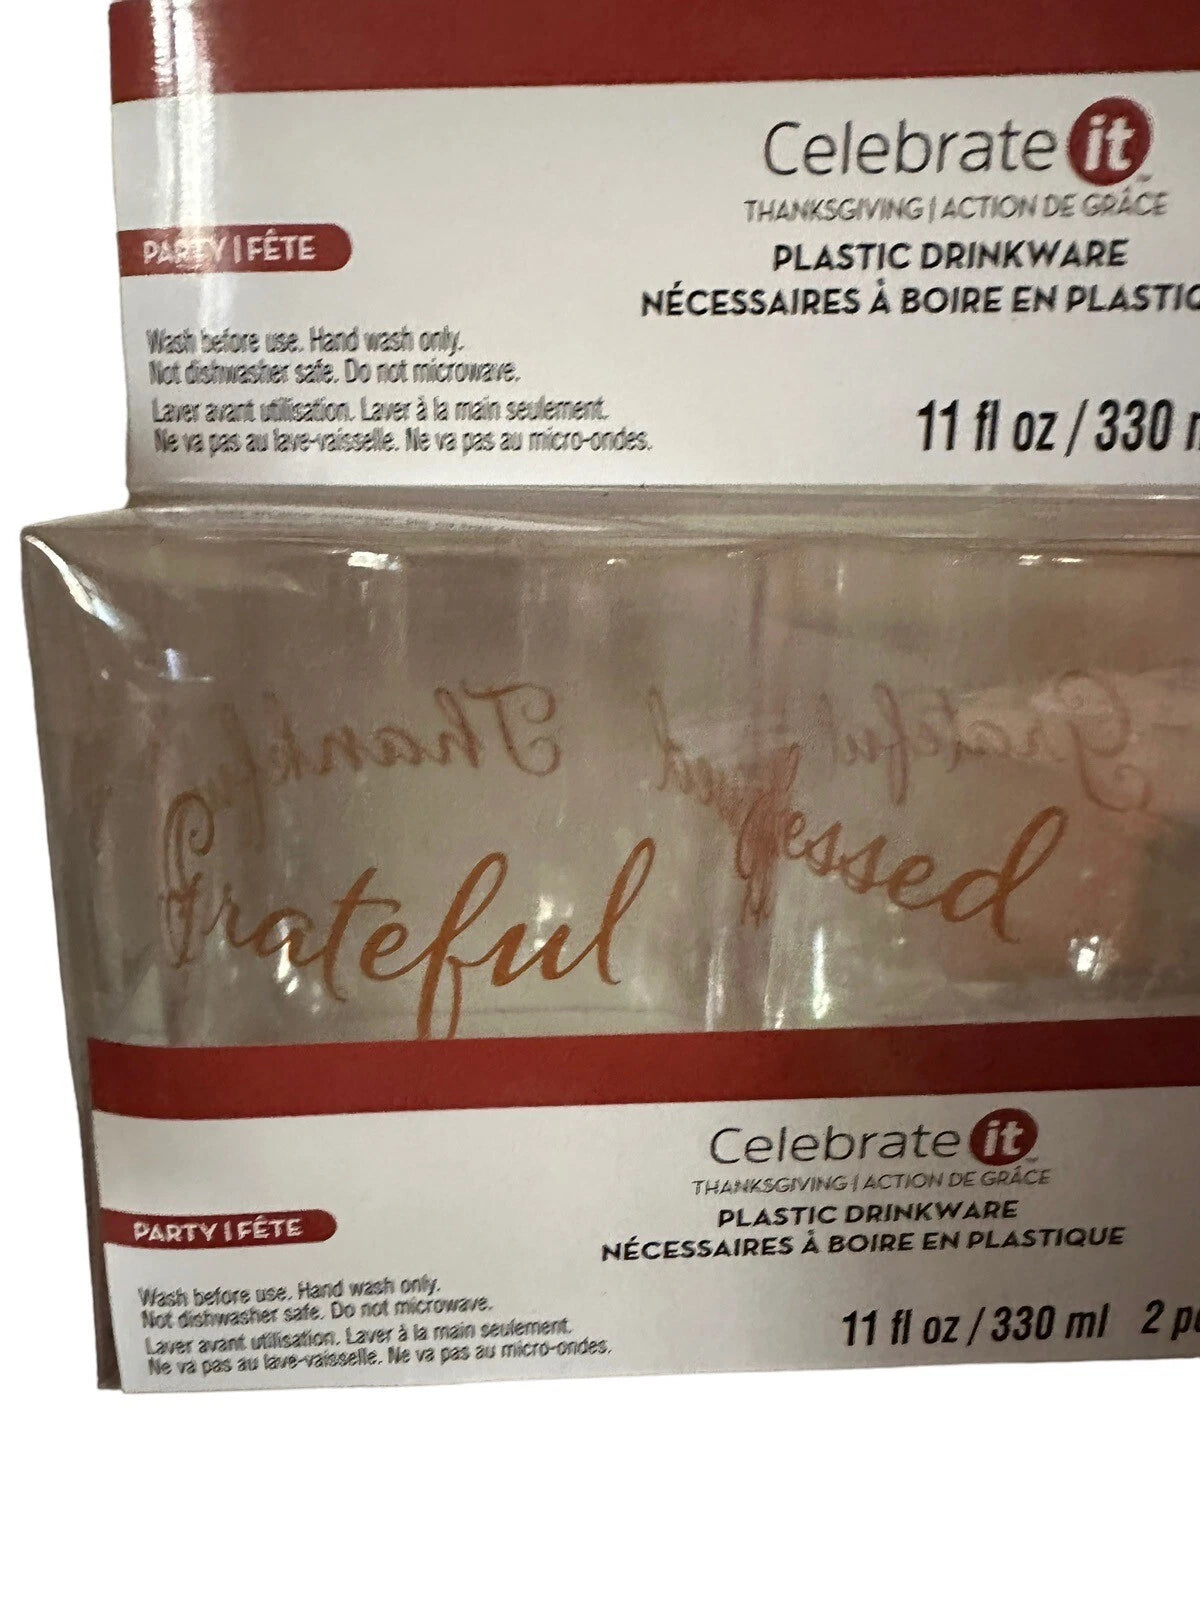 Celebrate it™
THANKSGIVING | ACTION DE GRÂCE
PARTY | FÊTE
PLASTIC DRINKWARE
NÉCESSAIRES À BOIRE EN PLASTIQ
Wash before use. Hand wash only.
Not dishwasher safe. Do not microwave.
Laver avant utilisation. Laver à la main seulement.
Ne va pas au lave-vaisselle. Ne va pas au micro-ondes.
11 fl oz / 330
Thankful
Grateful
Grateful
essed
Celebrate it™
THANKSGIVING | ACTION DE GRÂCE
PARTY | FÊTE
PLASTIC DRINKWARE
NÉCESSAIRES À BOIRE EN PLASTIQUE
Wash before use. Hand wash only.
Not dishwasher safe. Do not microwave.
Laver avant utilisation. Laver à la main seulement.
Ne va pas au lave-vaisselle. Ne va pas au micro-ondes.
11 fl oz / 330 ml 2 p